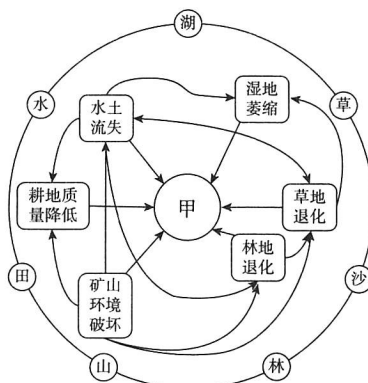 湖
水
草
水土
流失
湿地
萎缩
耕地质
量降低
甲
草地
退化
林地
退化
矿山
环境
破坏
田
沙
山
林